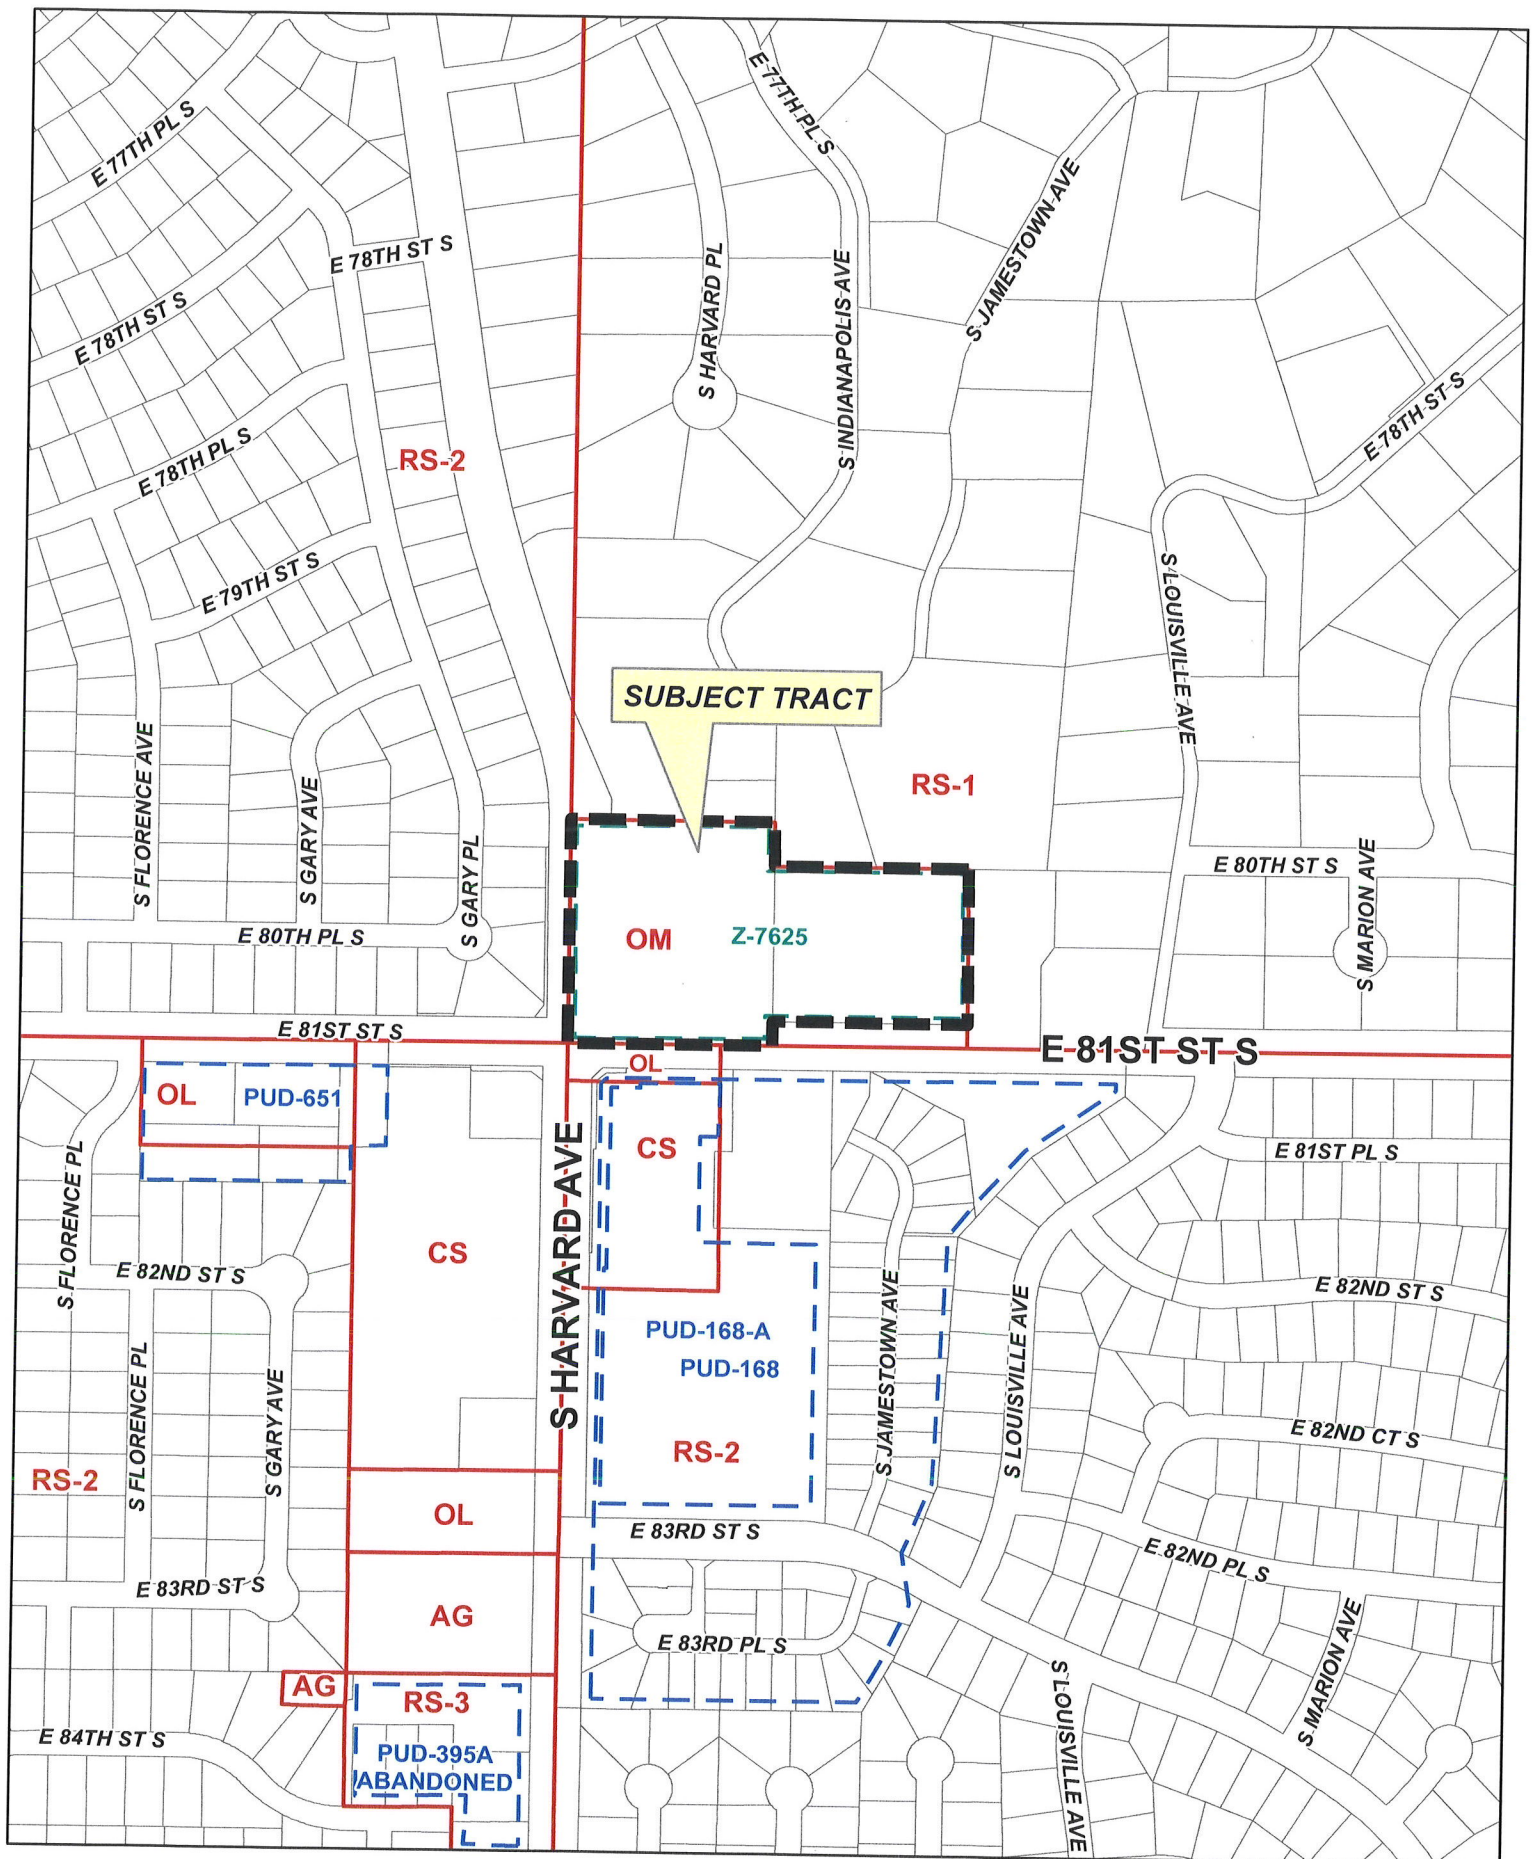 E 77TH PL S
E 77TH PL S
S JAMESTOWN AVE
E 78TH ST S
E 78TH ST S
S HARVARD PL
S INDIANAPOLIS AVE
E 78TH ST S
E 78TH PL S
RS-2
E 79TH ST S
S LOUISVILLE AVE
SUBJECT TRACT
RS-1
S FLORENCE AVE
S GARY AVE
S GARY PL
E 80TH ST S
S MARION AVE
E 80TH PL S
OM
Z-7625
E 81ST ST S
E 81ST ST S
OL
OL
PUD-651
CS
E 81ST PL S
S FLORENCE PL
S HARVARD AVE
CS
E 82ND ST S
E 82ND ST S
PUD-168-A
PUD-168
S JAMESTOWN AVE
S LOUISVILLE AVE
S FLORENCE PL
S GARY AVE
RS-2
E 82ND CT S
RS-2
OL
E 83RD ST S
E 82ND PL S
E 83RD ST S
AG
E 83RD PL S
S MARION AVE
AG
RS-3
S LOUISVILLE AVE
E 84TH ST S
PUD-395A
ABANDONED